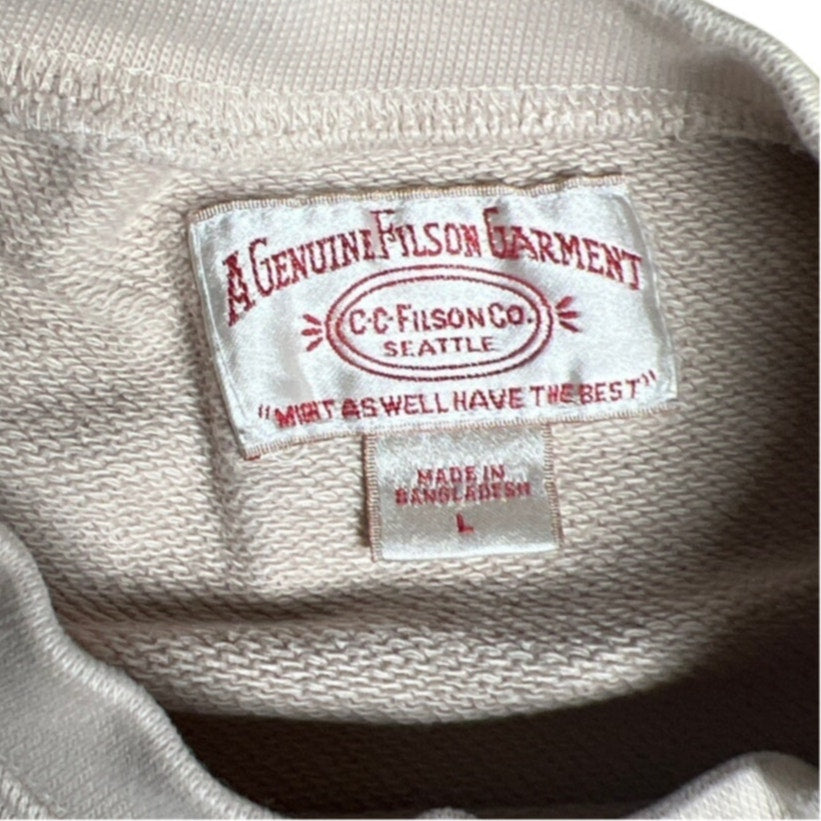 A GENUINE FILSON GARMENT
C·C·FILSON CO.
SEATTLE
"MIGHT AS WELL HAVE THE BEST"
MADE IN
BANGLADESH
L